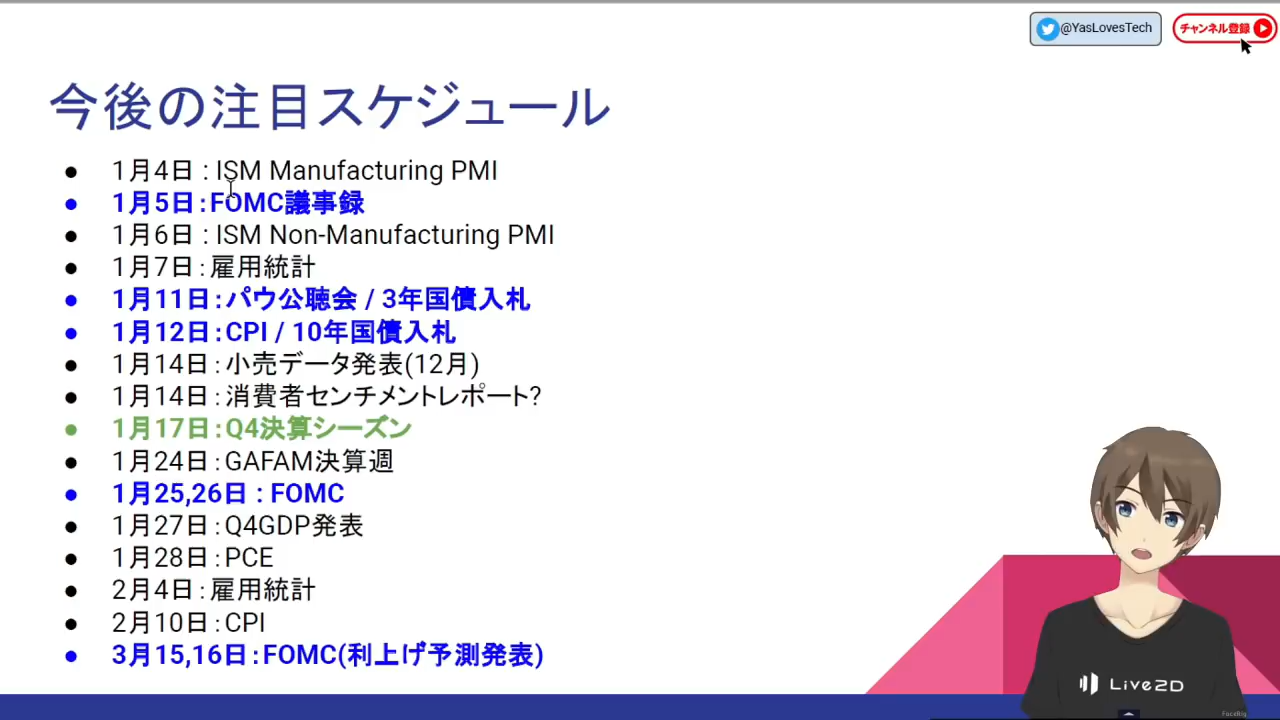 @YasLovesTech
チャンネル登録
今後の注目スケジュール
● 1月4日 : ISM Manufacturing PMI
● 1月5日 : FOMC議事録
● 1月6日 : ISM Non-Manufacturing PMI
● 1月7日 : 雇用統計
● 1月11日 : パウ公聴会 / 3年国債入札
● 1月12日 : CPI / 10年国債入札
● 1月14日 : 小売データ発表(12月)
● 1月14日 : 消費者センチメントレポート?
● 1月17日 : Q4決算シーズン
● 1月24日 : GAFAM決算週
● 1月25,26日 : FOMC
● 1月27日 : Q4GDP発表
● 1月28日 : PCE
● 2月4日 : 雇用統計
● 2月10日 : CPI
● 3月15,16日 : FOMC(利上げ予測発表)
Live2D
FaceRig